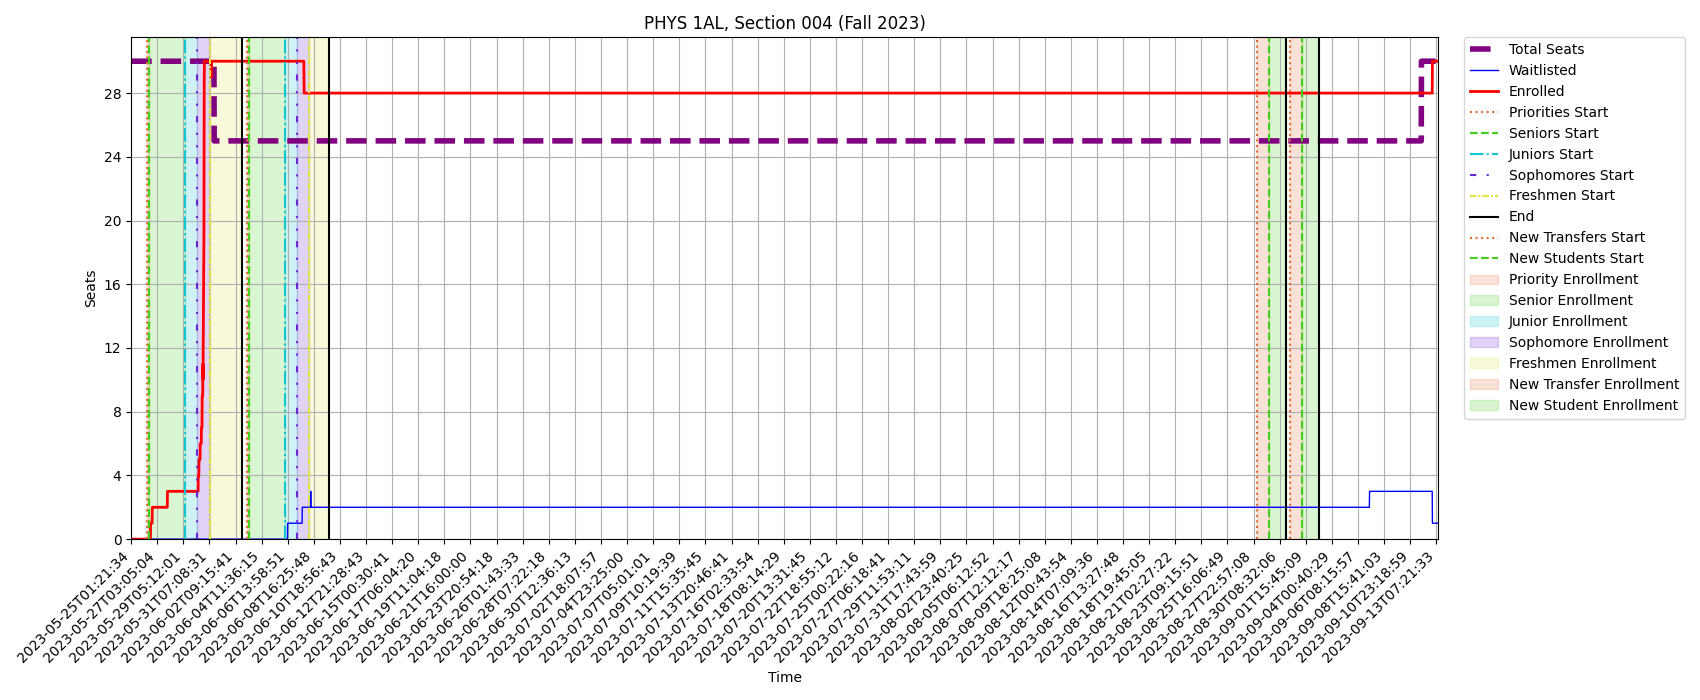 PHYS 1AL, Section 004 (Fall 2023)
Seats
28
24
20
16
12
8
4
0
2023-05-25T01:21:34
2023-05-27T03:05:04
2023-05-29T05:12:01
2023-05-31T07:08:31
2023-06-02T09:15:41
2023-06-04T11:36:15
2023-06-06T13:58:51
2023-06-08T16:25:48
2023-06-10T18:56:43
2023-06-12T21:28:43
2023-06-15T00:30:41
2023-06-17T06:04:20
2023-06-19T11:04:18
2023-06-21T16:00:00
2023-06-23T20:54:18
2023-06-26T01:43:33
2023-06-28T07:22:18
2023-06-30T12:36:13
2023-07-02T18:07:57
2023-07-04T23:25:00
2023-07-07T05:01:01
2023-07-09T10:19:39
2023-07-11T15:35:45
2023-07-13T20:46:41
2023-07-16T02:33:54
2023-07-18T08:14:29
2023-07-20T13:31:45
2023-07-22T18:55:12
2023-07-25T00:22:16
2023-07-27T06:18:41
2023-07-29T11:53:11
2023-07-31T17:43:59
2023-08-02T23:40:25
2023-08-05T06:12:52
2023-08-07T12:12:17
2023-08-09T18:25:08
2023-08-12T00:43:54
2023-08-14T07:09:36
2023-08-16T13:27:48
2023-08-18T19:45:05
2023-08-21T02:27:22
2023-08-23T09:15:51
2023-08-25T16:06:49
2023-08-27T22:57:08
2023-08-30T08:32:06
2023-09-01T15:45:09
2023-09-04T00:40:29
2023-09-06T08:15:57
2023-09-08T15:41:03
2023-09-10T23:18:59
2023-09-13T07:21:33
Time
Total Seats
Waitlisted
Enrolled
Priorities Start
Seniors Start
Juniors Start
Sophomores Start
Freshmen Start
End
New Transfers Start
New Students Start
Priority Enrollment
Senior Enrollment
Junior Enrollment
Sophomore Enrollment
Freshmen Enrollment
New Transfer Enrollment
New Student Enrollment